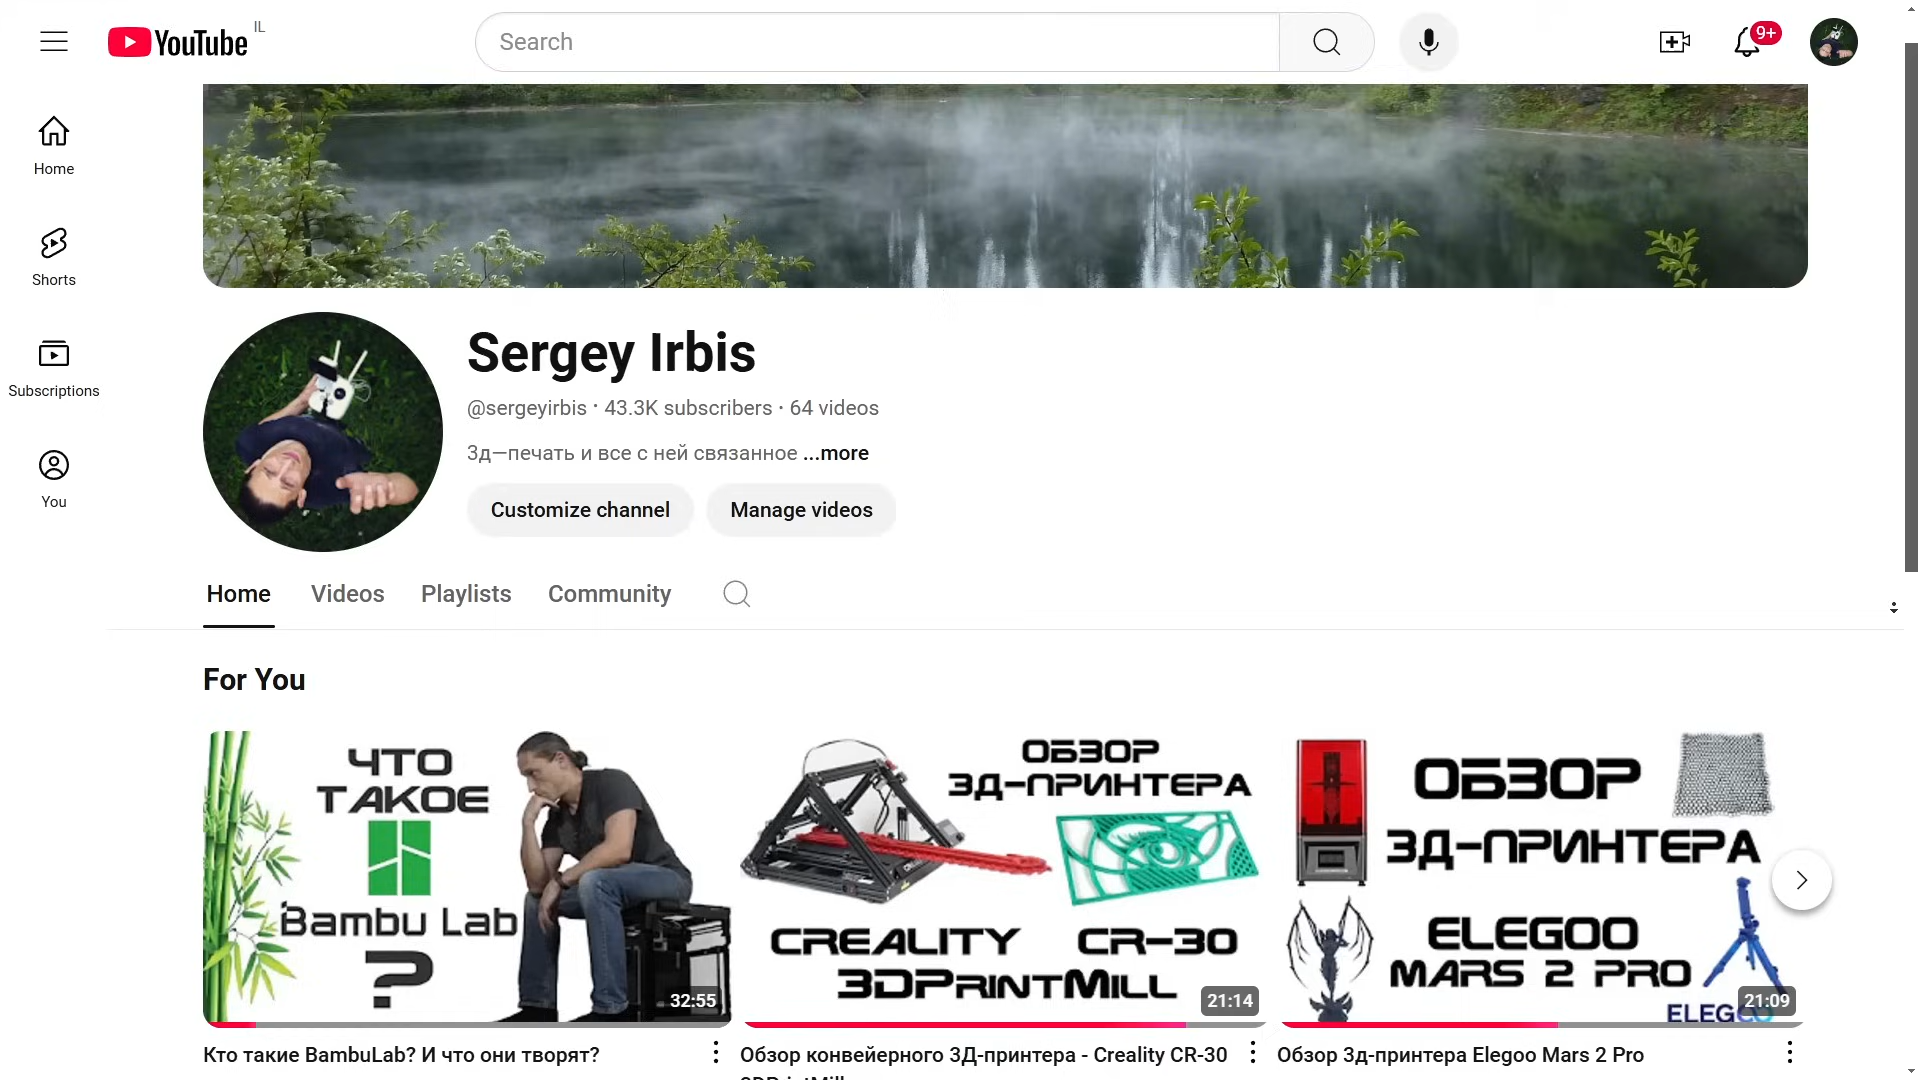 YouTube
IL
Search
9+
Home
Shorts
Subscriptions
You
Sergey Irbis
@sergeyirbis · 43.3K subscribers · 64 videos
3д—печать и все с ней связанное ...more
Customize channel
Manage videos
Home
Videos
Playlists
Community
For You
ЧТО
ТАКОЕ
Bambu Lab
?
32:55
ОБЗОР
3Д-ПРИНТЕРА
CREALITY CR-30
3DPRINTMILL
21:14
ОБЗОР
3Д-ПРИНТЕРА
ELEGOO
MARS 2 PRO
ELEGOO
21:09
Кто такие BambuLab? И что они творят?
Обзор конвейерного 3Д-принтера - Creality CR-30
3DPrintMill
Обзор 3д-принтера Elegoo Mars 2 Pro